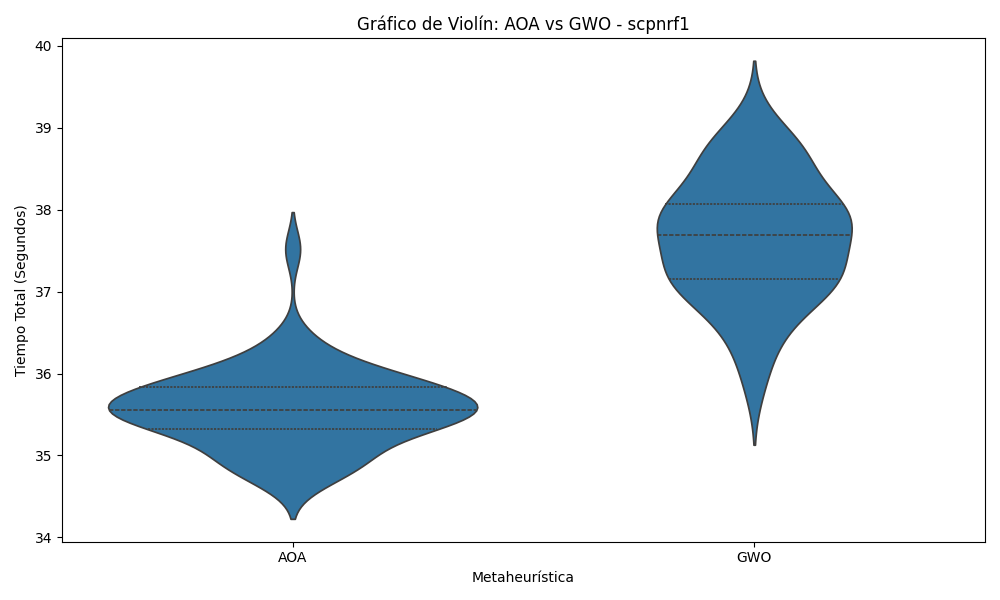 Gráfico de Violín: AOA vs GWO - scpnrf1
Tiempo Total (Segundos)
40
39
38
37
36
35
34
AOA
GWO
Metaheurística